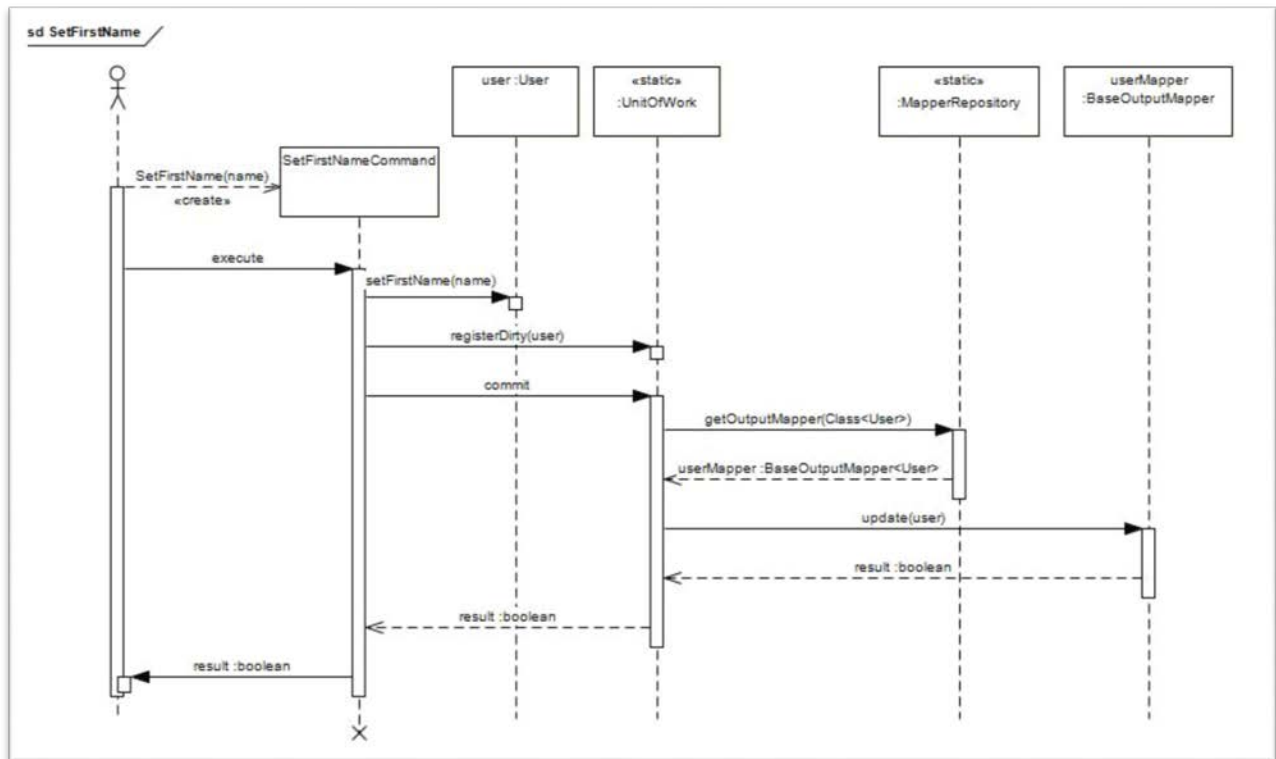 sd SetFirstName
user :User
«static»
:UnitOfWork
«static»
:MapperRepository
userMapper
:BaseOutputMapper
SetFirstNameCommand
SetFirstName(name)
«create»
execute
setFirstName(name)
registerDirty(user)
commit
getOutputMapper(Class<User>)
userMapper :BaseOutputMapper<User>
update(user)
result :boolean
result :boolean
result :boolean